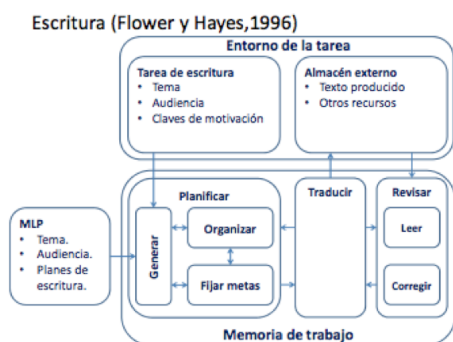 Escritura (Flower y Hayes,1996)
Entorno de la tarea
Tarea de escritura
• Tema
• Audiencia
• Claves de motivación
Almacén externo
• Texto producido
• Otros recursos
MLP
• Tema.
• Audiencia.
• Planes de
escritura.
Planificar
Generar
Organizar
Fijar metas
Traducir
Revisar
Leer
Corregir
Memoria de trabajo